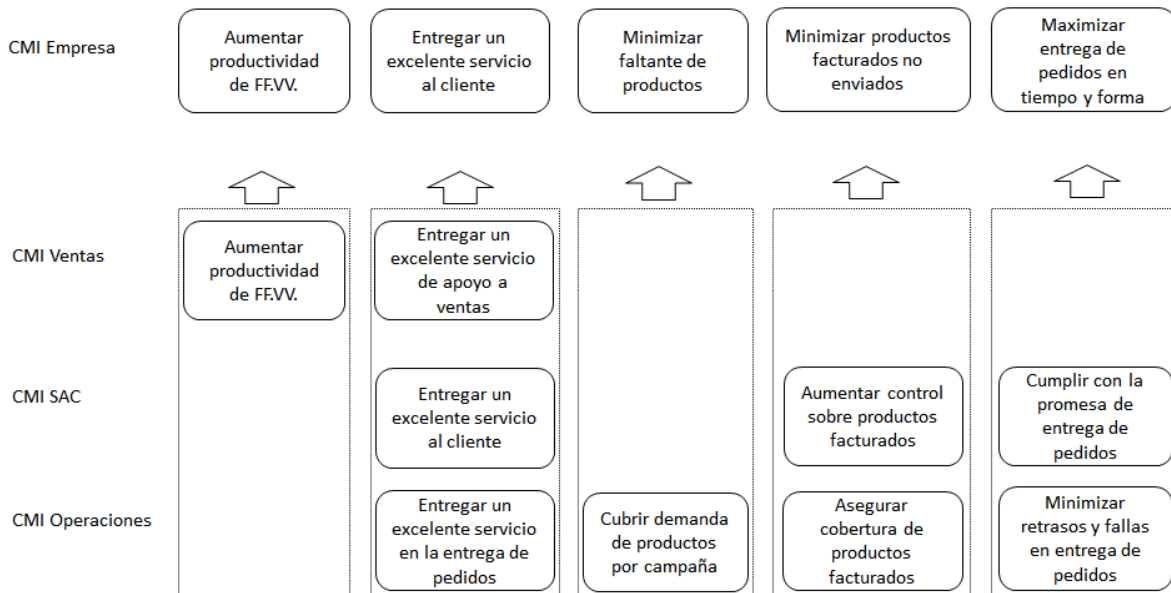 CMI Empresa
Aumentar
productividad
de FF.VV.
Entregar un
excelente servicio
al cliente
Minimizar
faltante de
productos
Minimizar productos
facturados no
enviados
Maximizar
entrega de
pedidos en
tiempo y forma
CMI Ventas
Aumentar
productividad
de FF.VV.
Entregar un
excelente servicio
de apoyo a
ventas
CMI SAC
Entregar un
excelente servicio
al cliente
Aumentar control
sobre productos
facturados
Cumplir con la
promesa de
entrega de
pedidos
CMI Operaciones
Entregar un
excelente servicio
en la entrega de
pedidos
Cubrir demanda
de productos
por campaña
Asegurar
cobertura de
productos
facturados
Minimizar
retrasos y fallas
en entrega de
pedidos